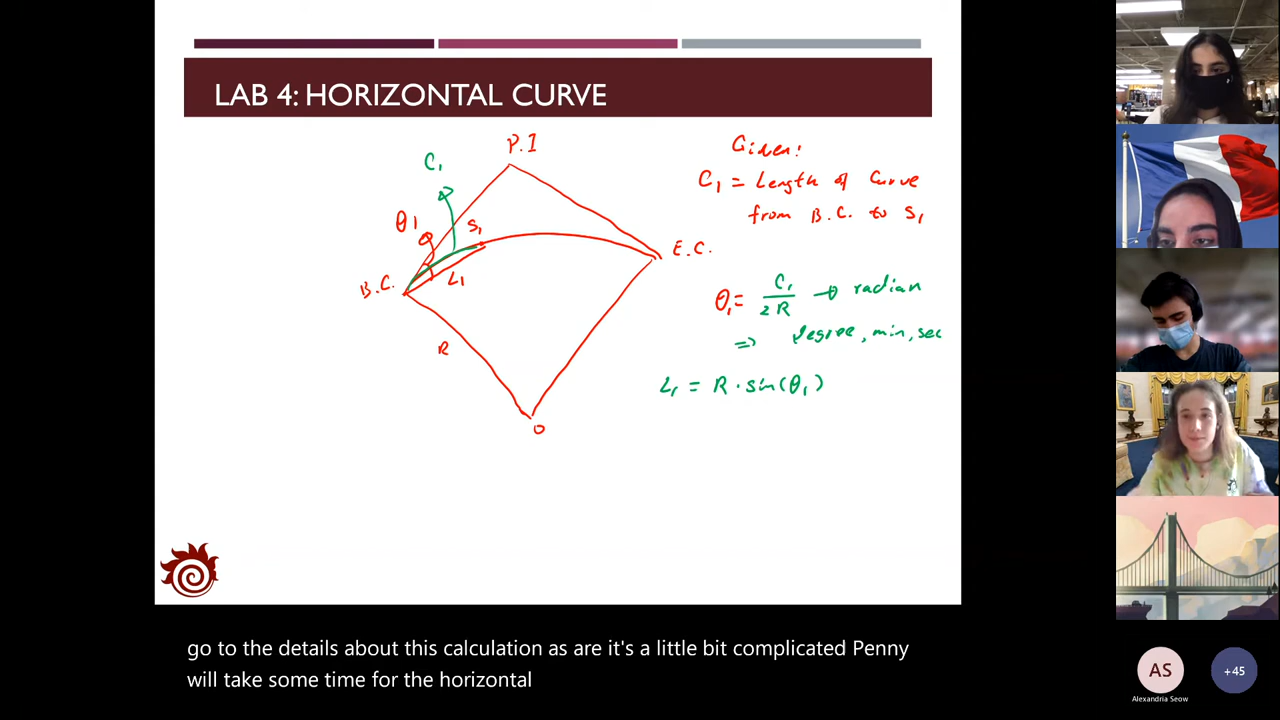 LAB 4: HORIZONTAL CURVE
P.I
C1
θ1
S1
B.C.
L1
E.C.
R
O
Given:
C1 = Length of Curve
from B.C. to S1
θ1 = C1 / 2R → radian
⇒ degree, min, sec
L1 = R · sin(θ1)
go to the details about this calculation as are it's a little bit complicated Penny
will take some time for the horizontal
AS
Alexandria Seow
+45